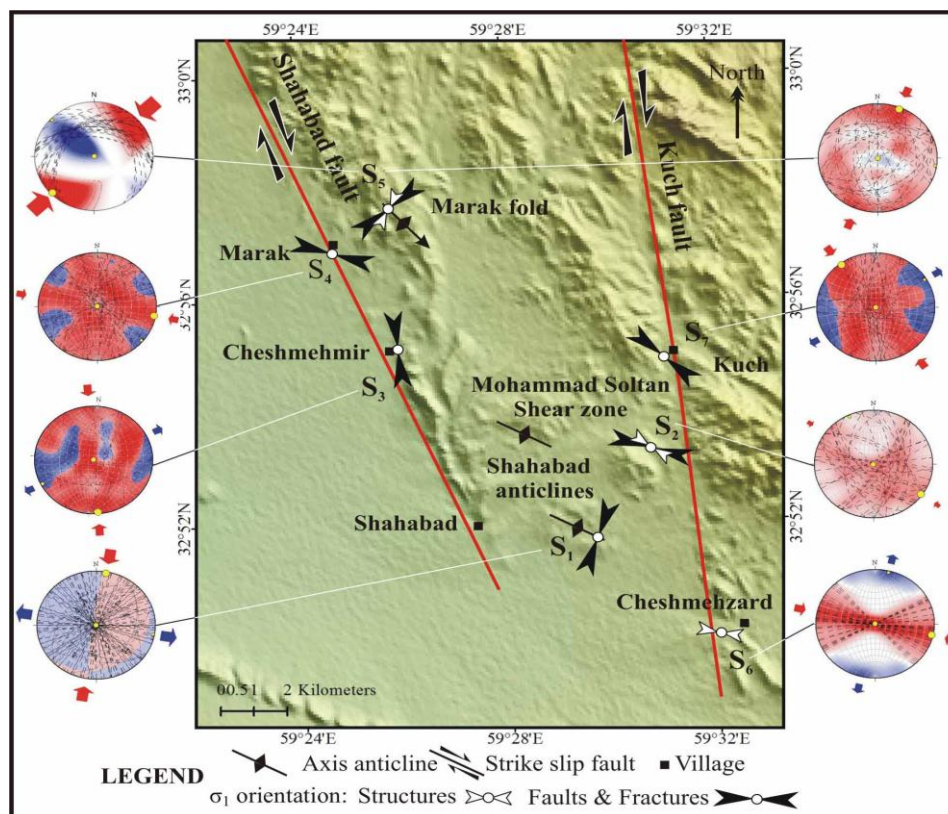 59°24'E 59°28'E 59°32'E
33°0'N
33°0'N
North
Shahabad fault
Kuch fault
S5
Marak fold
Marak
S4
32°56'N
32°56'N
Cheshmehmir
S3
S7
Kuch
Mohammad Soltan
Shear zone
S2
Shahabad
anticlines
32°52'N
32°52'N
Shahabad
S1
Cheshmehzard
S6
00.51 2 Kilometers
59°24'E 59°28'E 59°32'E
LEGEND
Axis anticline Strike slip fault Village
σ1 orientation: Structures Faults & Fractures
N
N
N
N
N
N
N
N